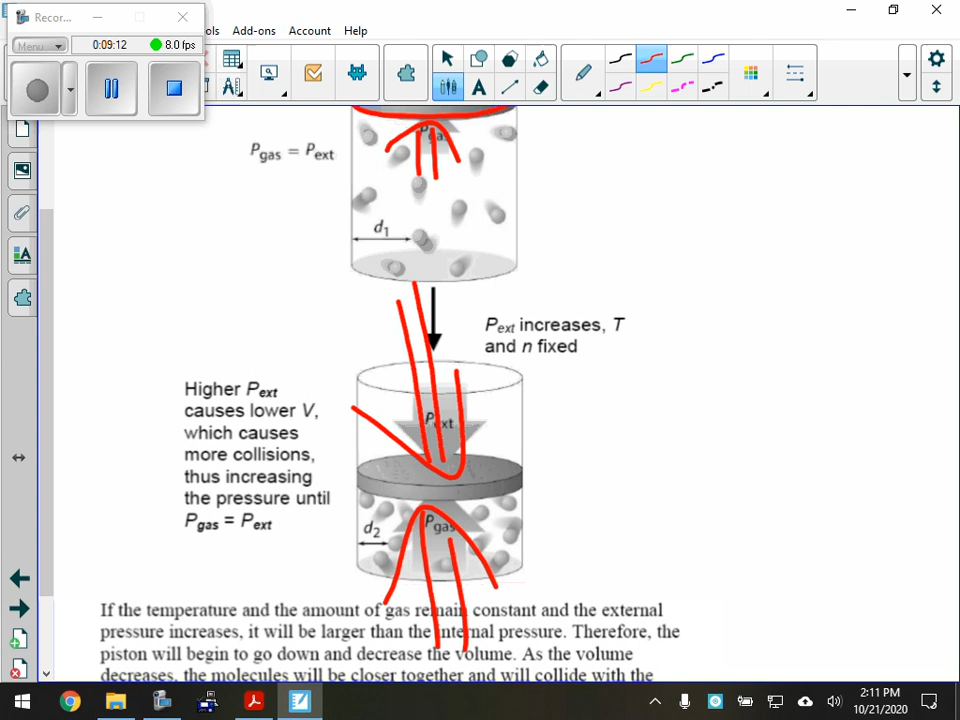 Recor...
Menu
0:09:12
8.0 fps
ols Add-ons Account Help
Pgas
Pgas = Pext
d1
Pext increases, T
and n fixed
Higher Pext
causes lower V,
which causes
more collisions,
thus increasing
the pressure until
Pgas = Pext
Pext
d2
Pgas
If the temperature and the amount of gas remain constant and the external
pressure increases, it will be larger than the internal pressure. Therefore, the
piston will begin to go down and decrease the volume. As the volume
decreases, the molecules will be closer together and will collide with the
2:11 PM
10/21/2020